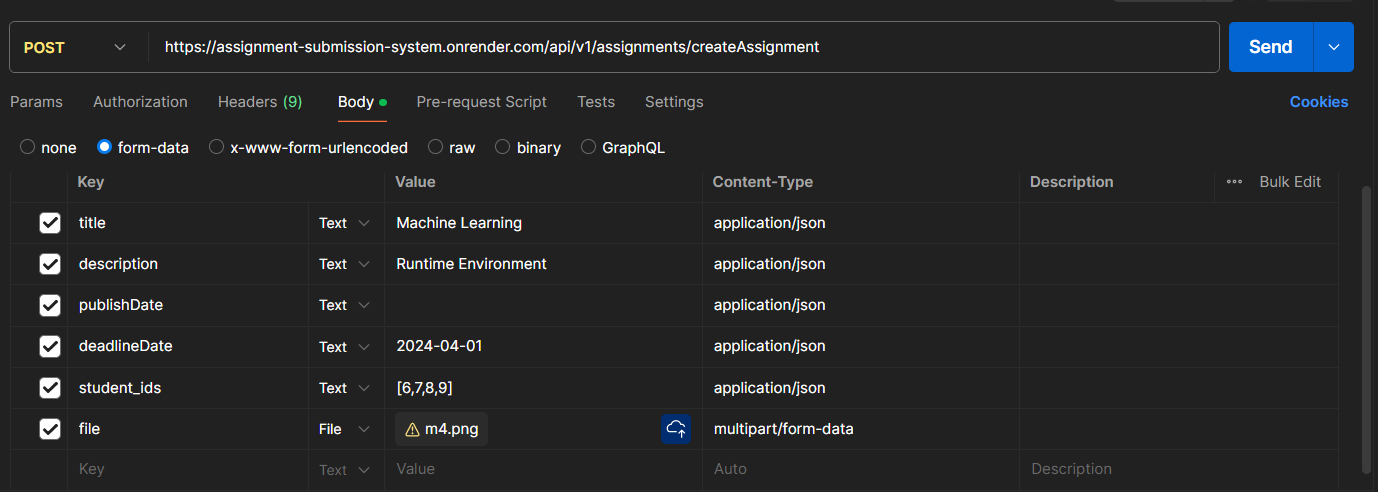 POST https://assignment-submission-system.onrender.com/api/v1/assignments/createAssignment Send
Params Authorization Headers (9) Body Pre-request Script Tests Settings Cookies
none form-data x-www-form-urlencoded raw binary GraphQL
Key Value Content-Type Description Bulk Edit
title Text Machine Learning application/json
description Text Runtime Environment application/json
publishDate Text application/json
deadlineDate Text 2024-04-01 application/json
student_ids Text [6,7,8,9] application/json
file File m4.png multipart/form-data
Key Text Value Auto Description